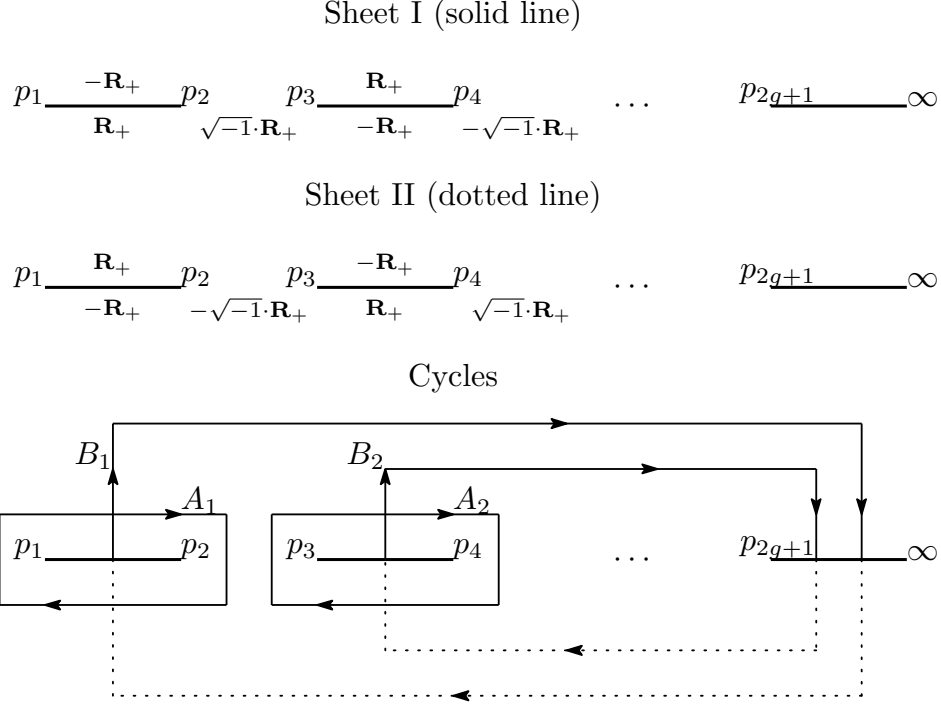 Sheet I (solid line)
−R₊ R₊
p₁ p₂ p₃ p₄ … p₂g₊₁ ∞
R₊ √−1·R₊ −R₊ −√−1·R₊
Sheet II (dotted line)
R₊ −R₊
p₁ p₂ p₃ p₄ … p₂g₊₁ ∞
−R₊ −√−1·R₊ R₊ √−1·R₊
Cycles
B₁ B₂
A₁ A₂
p₁ p₂ p₃ p₄ … p₂g₊₁ ∞